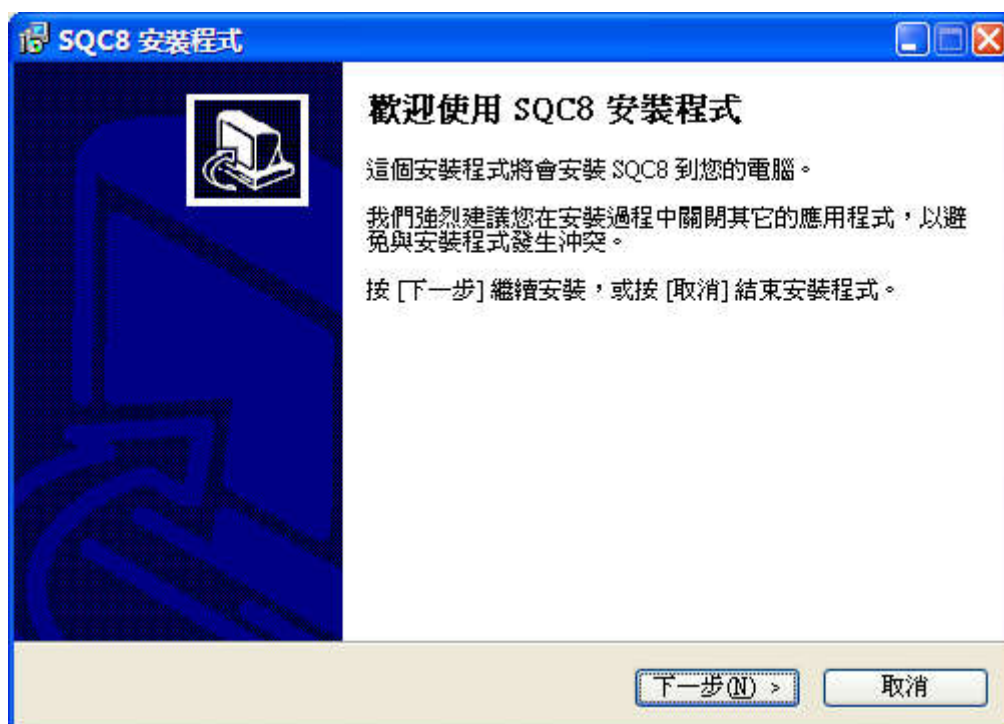 SQC8 安裝程式
歡迎使用 SQC8 安裝程式
這個安裝程式將會安裝 SQC8 到您的電腦。
我們強烈建議您在安裝過程中關閉其它的應用程式，以避
免與安裝程式發生沖突。
按 [下一步] 繼續安裝，或按 [取消] 結束安裝程式。
下一步(N) >
取消